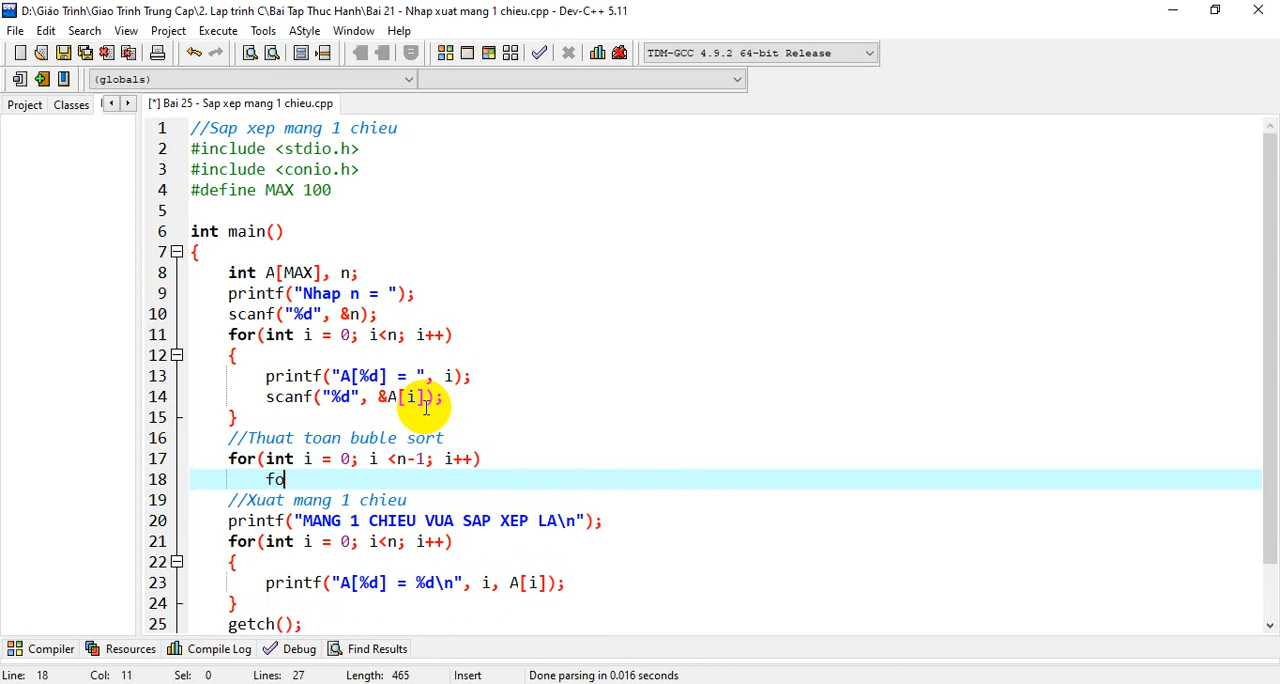 D:\Giáo Trình\Giao Trinh Trung Cap\2. Lap trinh C\Bai Tap Thuc Hanh\Bai 21 - Nhap xuat mang 1 chieu.cpp - Dev-C++ 5.11
File Edit Search View Project Execute Tools AStyle Window Help
TDM-GCC 4.9.2 64-bit Release
(globals)
Project Classes [*] Bai 25 - Sap xep mang 1 chieu.cpp
1 //Sap xep mang 1 chieu
2 #include <stdio.h>
3 #include <conio.h>
4 #define MAX 100
5
6 int main()
7 {
8 int A[MAX], n;
9 printf("Nhap n = ");
10 scanf("%d", &n);
11 for(int i = 0; i<n; i++)
12 {
13 printf("A[%d] = ", i);
14 scanf("%d", &A[i]);
15 }
16 //Thuat toan buble sort
17 for(int i = 0; i <n-1; i++)
18 fo
19 //Xuat mang 1 chieu
20 printf("MANG 1 CHIEU VUA SAP XEP LA\n");
21 for(int i = 0; i<n; i++)
22 {
23 printf("A[%d] = %d\n", i, A[i]);
24 }
25 getch();
Compiler Resources Compile Log Debug Find Results
Line: 18 Col: 11 Sel: 0 Lines: 27 Length: 465 Insert Done parsing in 0.016 seconds